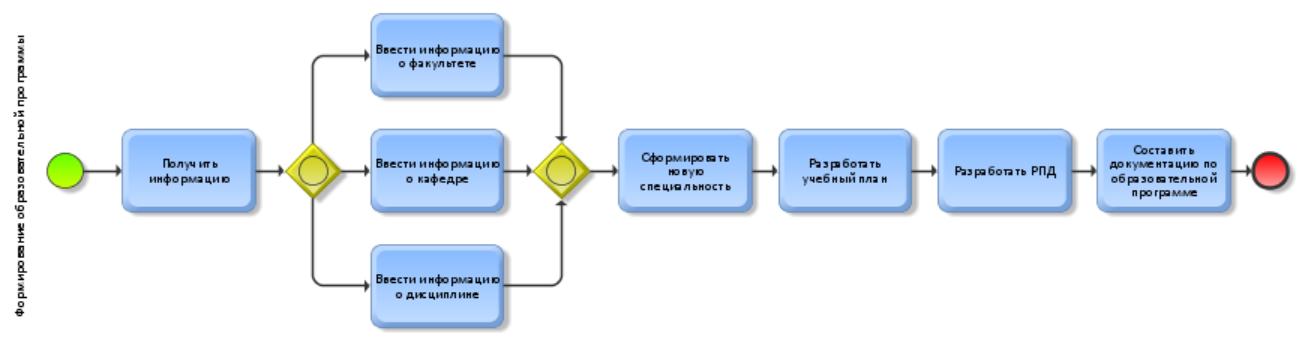 Формирование образовательной программы
Получить
информацию
Ввести информацию
о факультете
Ввести информацию
о кафедре
Ввести информацию
о дисциплине
Сформировать
новую
специальность
Разработать
учебный план
Разработать РПД
Составить
документацию по
образовательной
программе